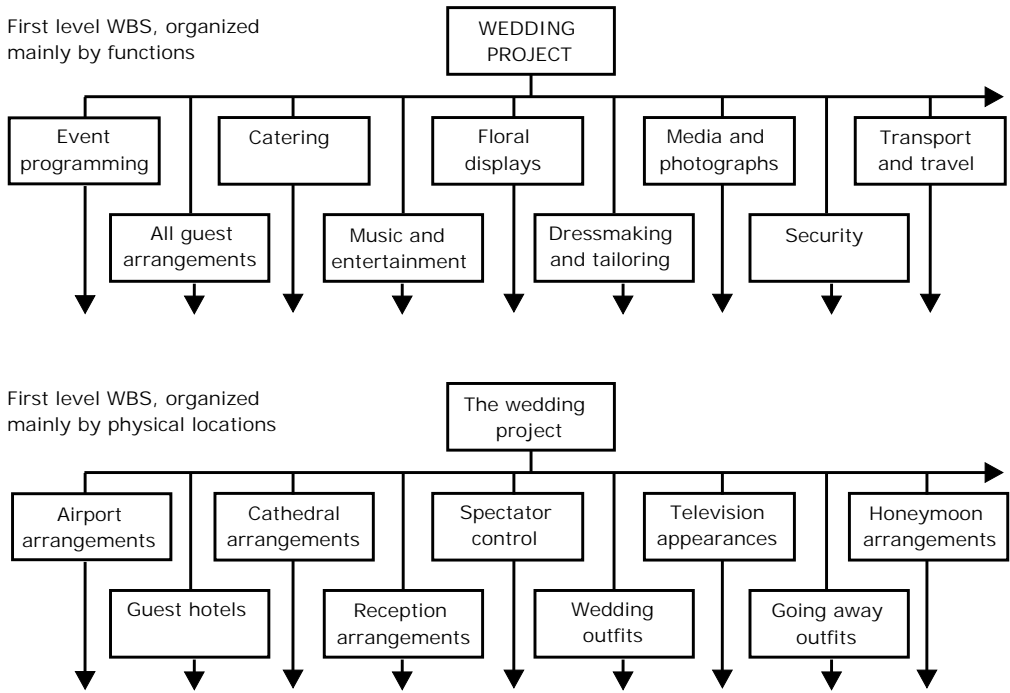 First level WBS, organized
mainly by functions
WEDDING
PROJECT
Event
programming
Catering
Floral
displays
Media and
photographs
Transport
and travel
All guest
arrangements
Music and
entertainment
Dressmaking
and tailoring
Security
First level WBS, organized
mainly by physical locations
The wedding
project
Airport
arrangements
Cathedral
arrangements
Spectator
control
Television
appearances
Honeymoon
arrangements
Guest hotels
Reception
arrangements
Wedding
outfits
Going away
outfits